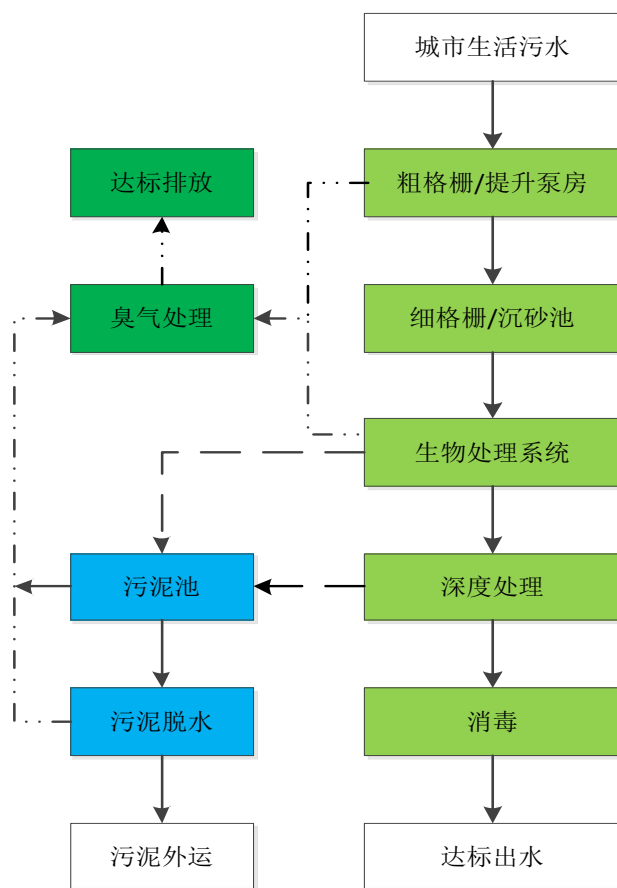 城市生活污水
达标排放
粗格栅/提升泵房
臭气处理
细格栅/沉砂池
生物处理系统
污泥池
深度处理
污泥脱水
消毒
污泥外运
达标出水